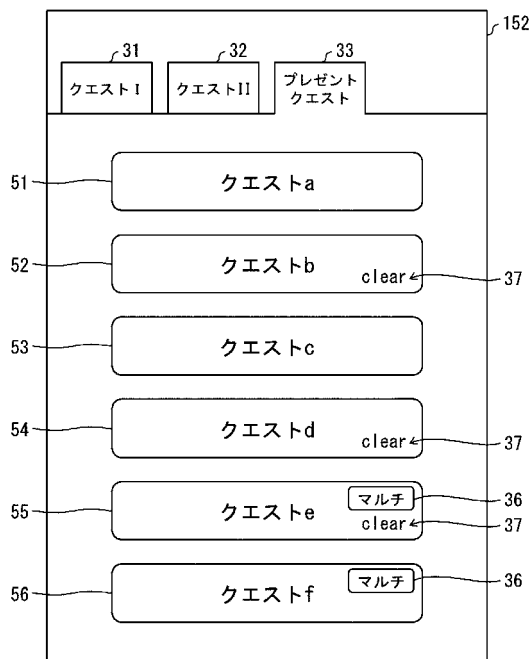 152
31
32
33
クエストI
クエストII
プレゼント
クエスト
51
クエストa
52
クエストb
clear
37
53
クエストc
54
クエストd
clear
37
55
クエストe
マルチ
36
clear
37
56
クエストf
マルチ
36